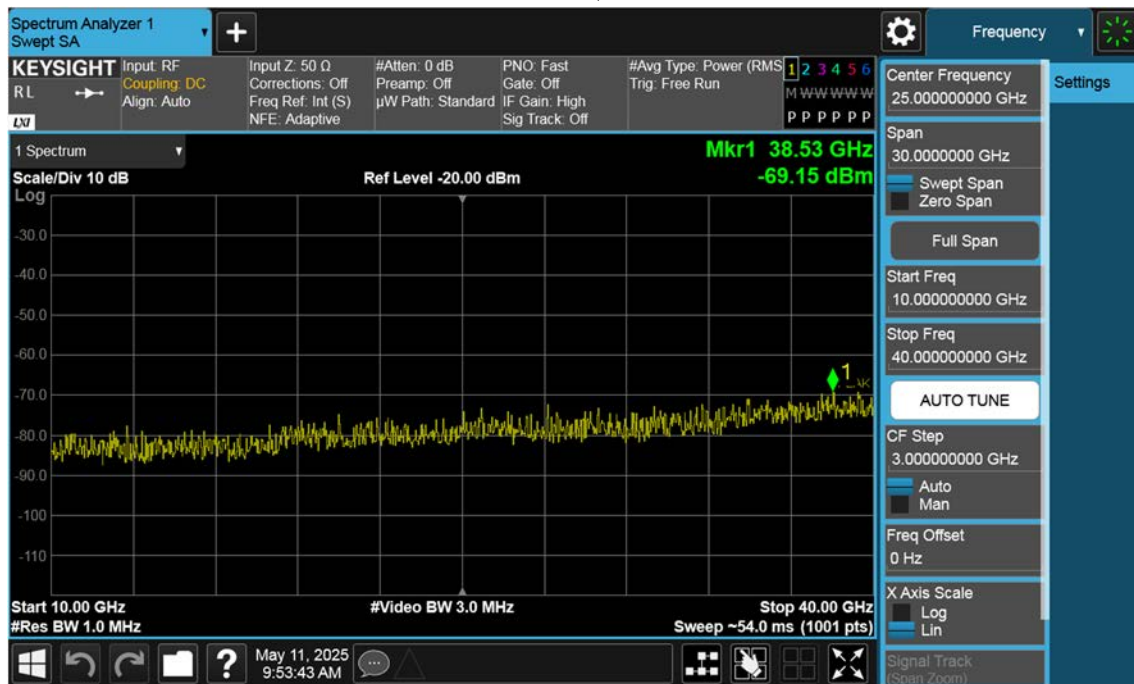 Spectrum Analyzer 1
Swept SA
+
Frequency
KEYSIGHT
RL
LXI
Input: RF
Coupling: DC
Align: Auto
Input Z: 50 Ω
Corrections: Off
Freq Ref: Int (S)
NFE: Adaptive
#Atten: 0 dB
Preamp: Off
µW Path: Standard
PNO: Fast
Gate: Off
IF Gain: High
Sig Track: Off
#Avg Type: Power (RMS
Trig: Free Run
1 2 3 4 5 6
M W W W W W
P P P P P P
1 Spectrum
Scale/Div 10 dB
Log
Ref Level -20.00 dBm
Mkr1 38.53 GHz
-69.15 dBm
-30.0
-40.0
-50.0
-60.0
-70.0
-80.0
-90.0
-100
-110
1
Start 10.00 GHz
#Res BW 1.0 MHz
#Video BW 3.0 MHz
Stop 40.00 GHz
Sweep ~54.0 ms (1001 pts)
?
May 11, 2025
9:53:43 AM
Center Frequency
25.000000000 GHz
Span
30.0000000 GHz
Swept Span
Zero Span
Full Span
Start Freq
10.000000000 GHz
Stop Freq
40.000000000 GHz
AUTO TUNE
CF Step
3.000000000 GHz
Auto
Man
Freq Offset
0 Hz
X Axis Scale
Log
Lin
Signal Track
(Span Zoom)
Settings